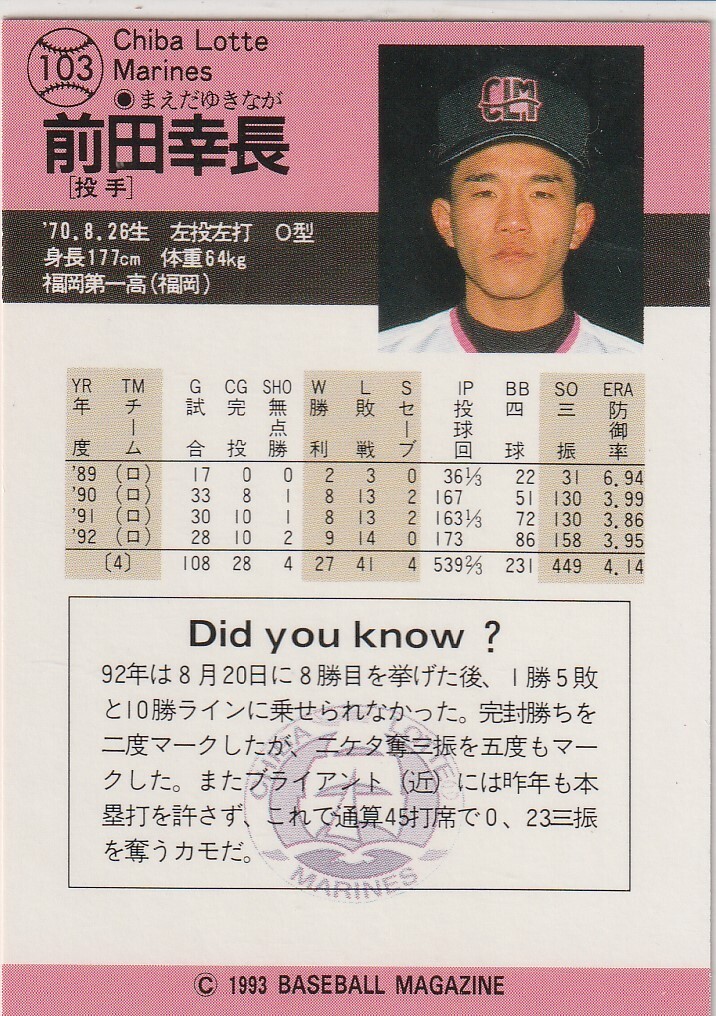 103
Chiba Lotte
Marines
●まえだゆきなが
前田幸長
[投手]
CLM
'70.8.26生 左投左打 O型
身長177cm 体重64kg
福岡第一高(福岡)
YR TM G CG SHO W L S IP BB SO ERA
年度 チーム 試合 完投 無点勝 勝利 敗戦 セーブ 投球回 四球 三振 防御率
'89 (ロ) 17 0 0 2 3 0 36⅓ 22 31 6.94
'90 (ロ) 33 8 1 8 13 2 167 51 130 3.99
'91 (ロ) 30 10 1 8 13 2 163⅓ 72 130 3.86
'92 (ロ) 28 10 2 9 14 0 173 86 158 3.95
〔4〕 108 28 4 27 41 4 539⅔ 231 449 4.14
Did you know ?
92年は8月20日に8勝目を挙げた後、1勝5敗
と10勝ラインに乗せられなかった。完封勝ちを
二度マークしたが、二ケタ奪三振を五度もマー
クした。またブライアント(近)には昨年も本
塁打を許さず、これで通算45打席で0、23三振
を奪うカモだ。
CHIBA LOTTE
MARINES
© 1993 BASEBALL MAGAZINE